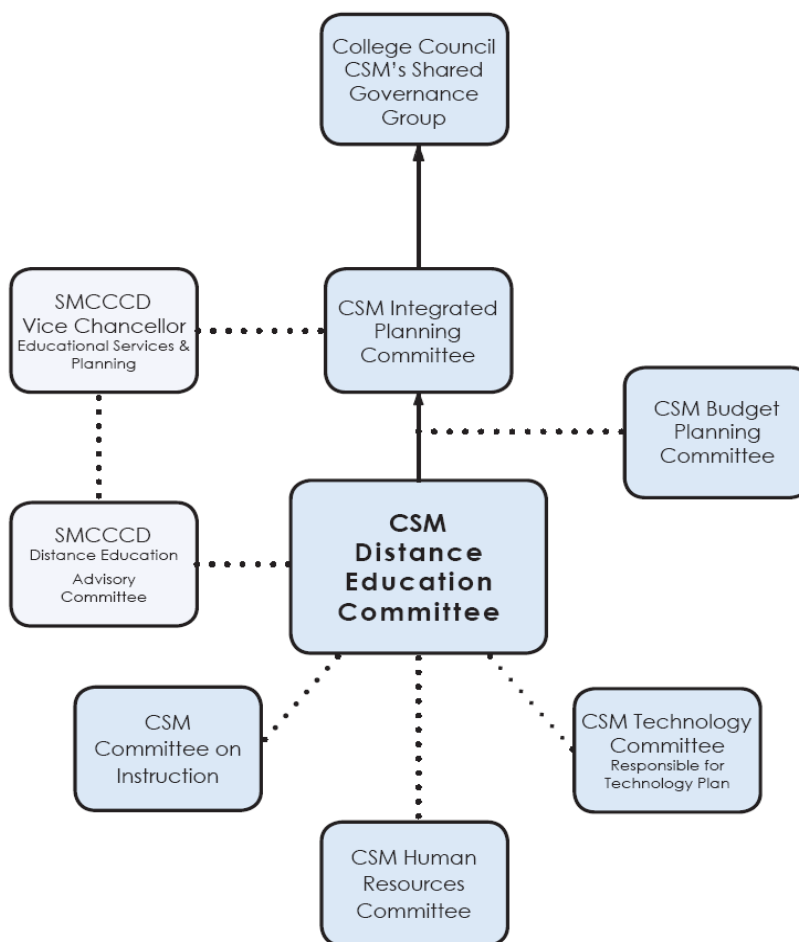 College Council
CSM's Shared
Governance
Group
SMCCCD
Vice Chancellor
Educational Services &
Planning
CSM Integrated
Planning
Committee
CSM Budget
Planning
Committee
SMCCCD
Distance Education
Advisory
Committee
CSM
Distance
Education
Committee
CSM
Committee on
Instruction
CSM Technology
Committee
Responsible for
Technology Plan
CSM Human
Resources
Committee